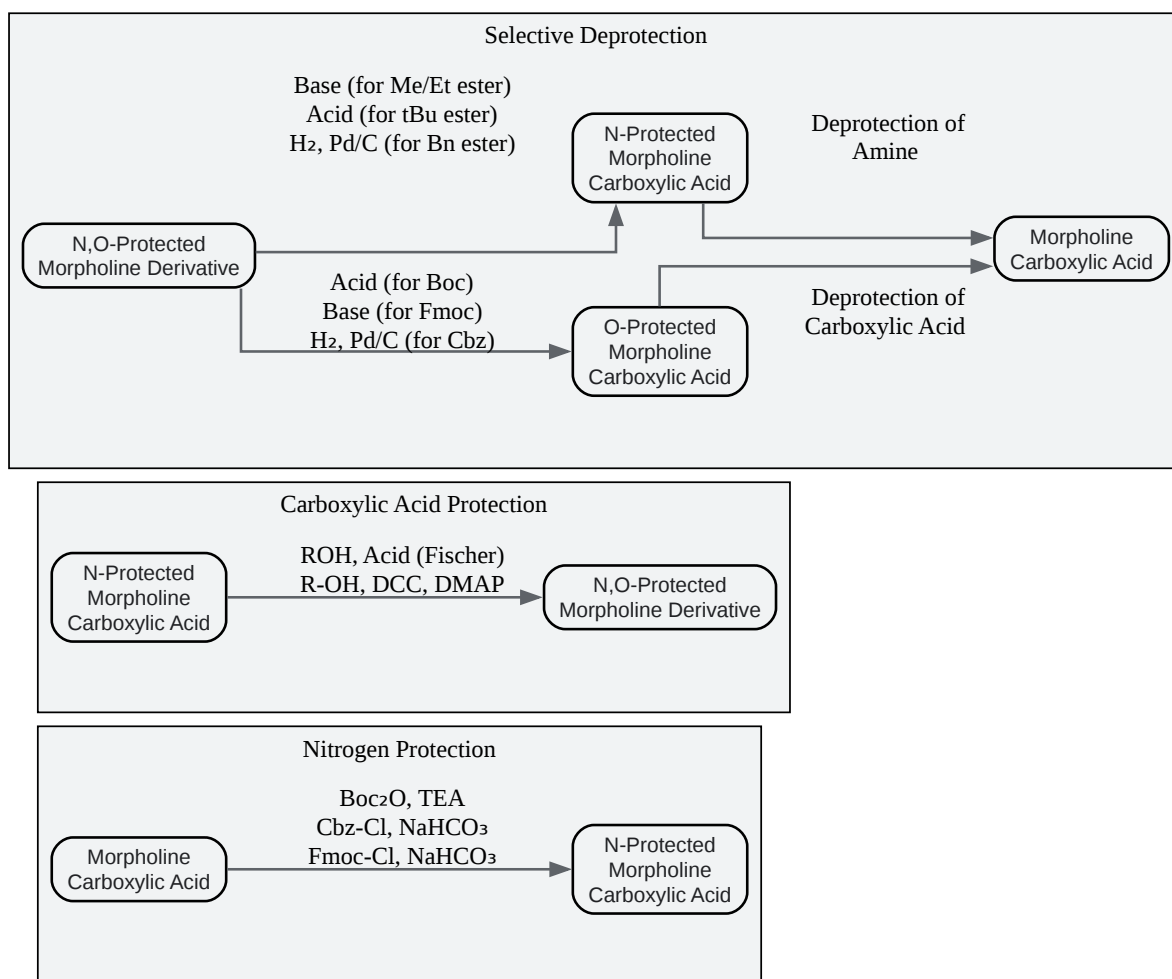 Selective Deprotection
Base (for Me/Et ester)
Acid (for tBu ester)
H₂, Pd/C (for Bn ester)
N-Protected
Morpholine
Carboxylic Acid
Deprotection of
Amine
N,O-Protected
Morpholine Derivative
Morpholine
Carboxylic Acid
Acid (for Boc)
Base (for Fmoc)
H₂, Pd/C (for Cbz)
O-Protected
Morpholine
Carboxylic Acid
Deprotection of
Carboxylic Acid
Carboxylic Acid Protection
N-Protected
Morpholine
Carboxylic Acid
ROH, Acid (Fischer)
R-OH, DCC, DMAP
N,O-Protected
Morpholine Derivative
Nitrogen Protection
Morpholine
Carboxylic Acid
Boc₂O, TEA
Cbz-Cl, NaHCO₃
Fmoc-Cl, NaHCO₃
N-Protected
Morpholine
Carboxylic Acid